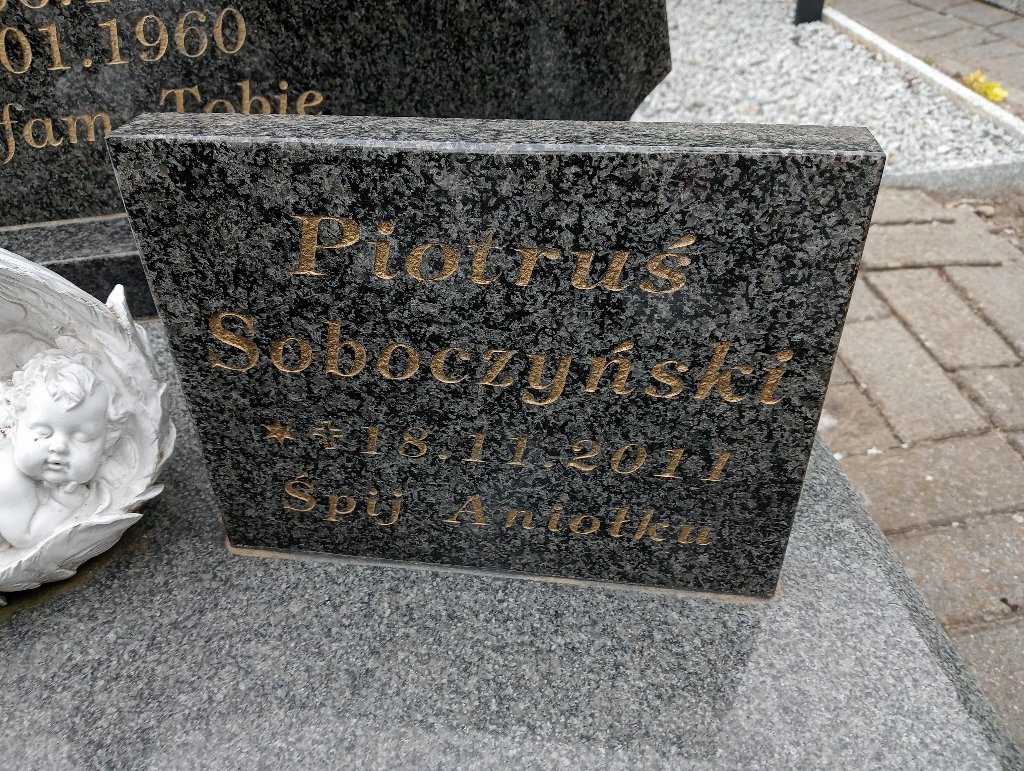 01.1960
Tobie
Piotruś
Soboczyński
* ✝ 18.11.2011
Śpij Aniołku